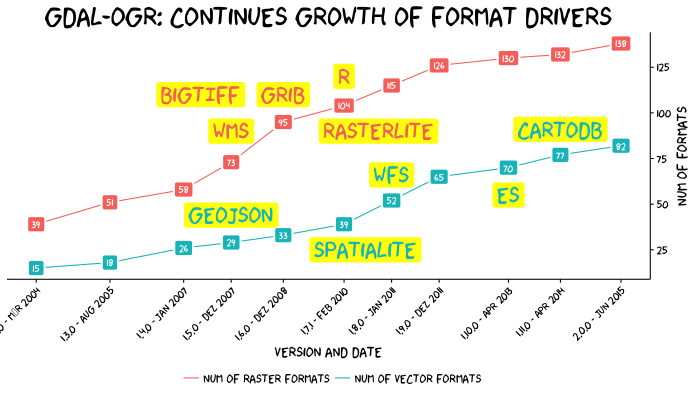 GDAL-OGR: CONTINUES GROWTH OF FORMAT DRIVERS
138
132
130
126
125
R
115
BIGTIFF GRIB
104
100
95
RASTERLITE
WMS
CARTODB
82
77
75
73
70
WFS
65
ES
58
52
51
50
GEOJSON
39
39
33
SPATIALITE
29
26
25
18
15
NUM OF FORMATS
1.3.0 - AUG 2005
1.4.0 - JAN 2007
1.5.0 - DEZ 2007
1.6.0 - DEZ 2008
1.7.1 - FEB 2010
1.8.0 - JAN 2011
1.9.0 - DEZ 2011
1.10.0 - APR 2013
1.11.0 - APR 2014
2.0.0 - JUN 2015
VERSION AND DATE
NUM OF RASTER FORMATS NUM OF VECTOR FORMATS